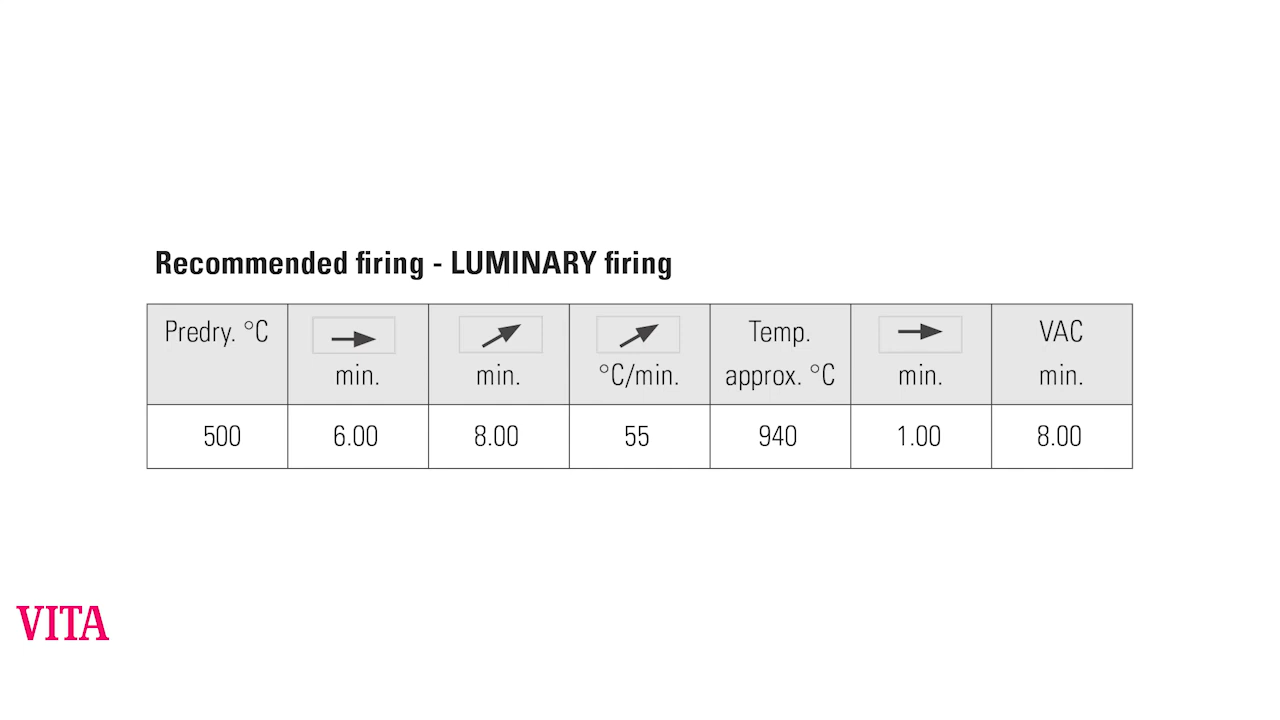 Recommended firing - LUMINARY firing
Predry. °C min. min. °C/min. Temp. approx. °C min. VAC min.
500 6.00 8.00 55 940 1.00 8.00
VITA